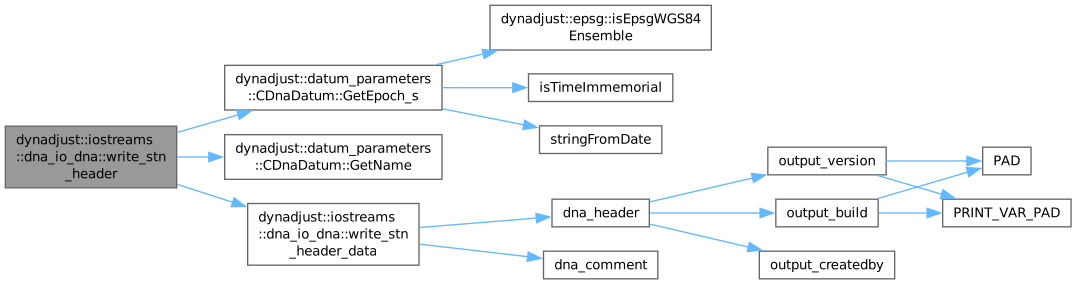 dynadjust::iostreams
::dna_io_dna::write_stn
_header
dynadjust::datum_parameters
::CDnaDatum::GetEpoch_s
dynadjust::epsg::isEpsgWGS84
Ensemble
isTimeImmemorial
stringFromDate
dynadjust::datum_parameters
::CDnaDatum::GetName
dynadjust::iostreams
::dna_io_dna::write_stn
_header_data
dna_header
output_version
PAD
PRINT_VAR_PAD
output_build
output_createdby
dna_comment